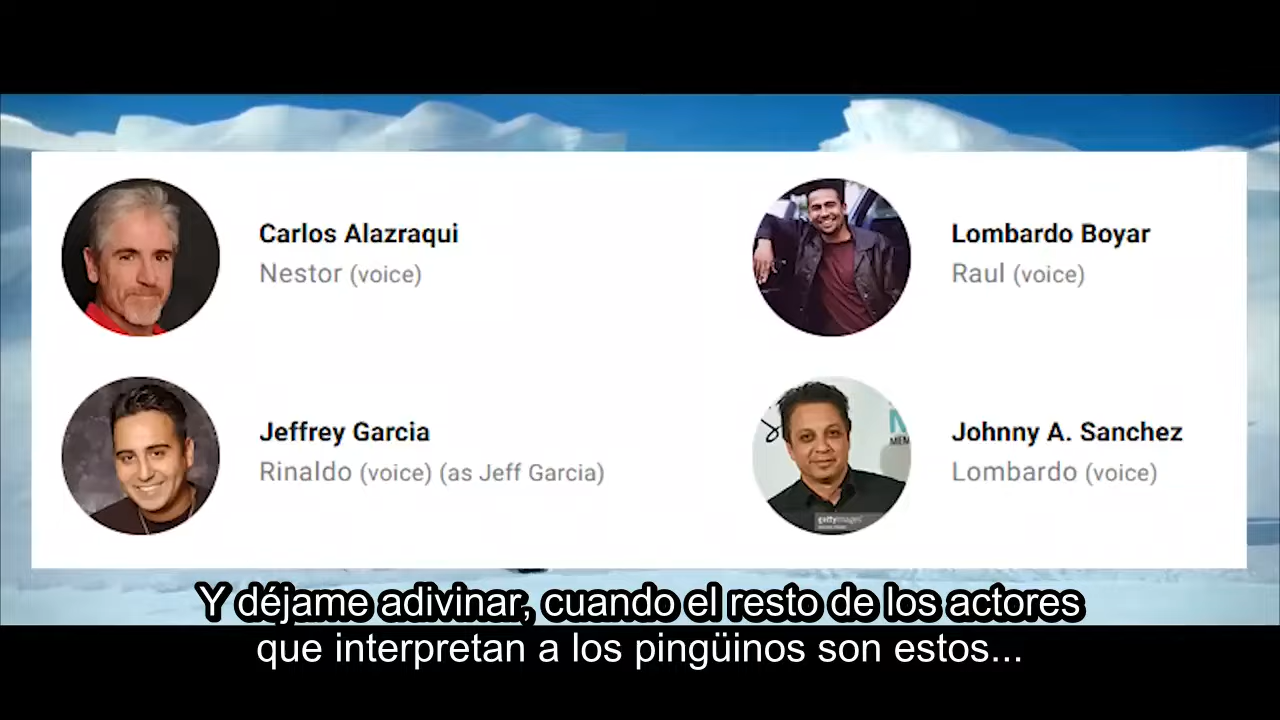 Carlos Alazraqui
Nestor (voice)
Lombardo Boyar
Raul (voice)
Jeffrey Garcia
Rinaldo (voice) (as Jeff Garcia)
Johnny A. Sanchez
Lombardo (voice)
gettyimages
Y déjame adivinar, cuando el resto de los actores
que interpretan a los pingüinos son estos...